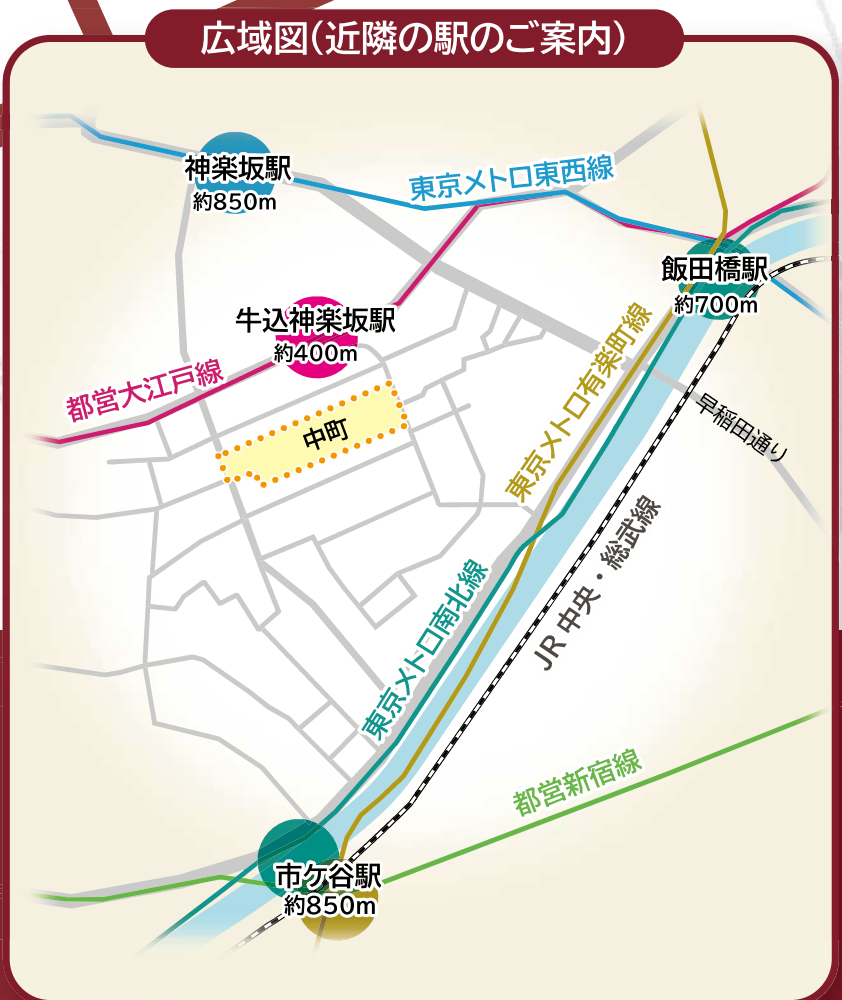 広域図(近隣の駅のご案内)
神楽坂駅
約850m
東京メトロ東西線
飯田橋駅
約700m
牛込神楽坂駅
約400m
都営大江戸線
中町
東京メトロ有楽町線
早稲田通り
JR 中央・総武線
東京メトロ南北線
都営新宿線
市ケ谷駅
約850m